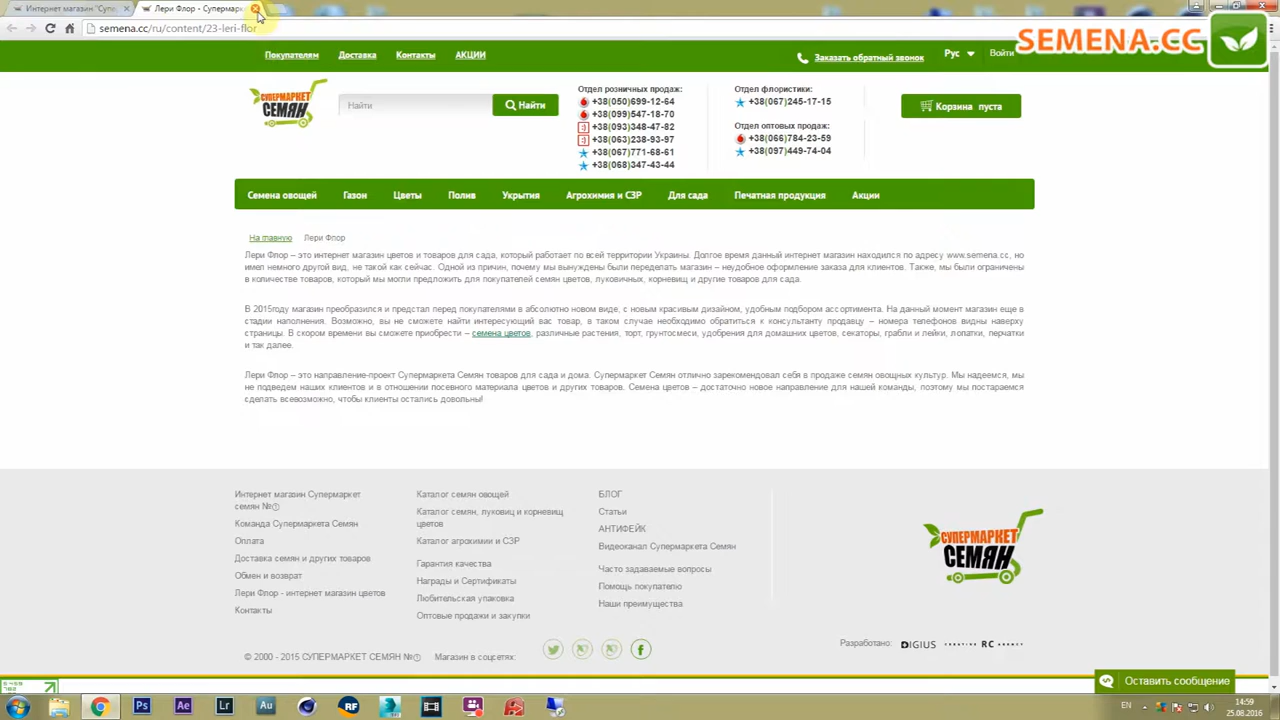 Интернет магазин "Супе
Лери Флор - Супермарк
semena.cc/ru/content/23-leri-flor
SEMENA.CC
Покупателям Доставка Контакты АКЦИИ
Заказать обратный звонок Рус Войти
СУПЕРМАРКЕТ СЕМЯН
Найти
Найти
Отдел розничных продаж:
+38(050)699-12-64
+38(099)547-18-70
+38(093)348-47-82
+38(063)238-93-97
+38(067)771-68-61
+38(068)347-43-44
Отдел флористики:
+38(067)245-17-15
Отдел оптовых продаж:
+38(066)784-23-59
+38(097)449-74-04
Корзина пуста
Семена овощей Газон Цветы Полив Укрытия Агрохимия и СЗР Для сада Печатная продукция Акции
На главную Лери Флор
Лери Флор – это интернет магазин цветов и товаров для сада, который работает по всей территории Украины. Долгое время данный интернет магазин находился по адресу www.semena.cc, но
имел немного другой вид, не такой как сейчас. Одной из причин, почему мы вынуждены были переделать магазин – неудобное оформление заказа для клиентов. Также, мы были ограничены
в количестве товаров, который мы могли предложить для покупателей семян цветов, луковичных, корневищ и другие товаров для сада.
В 2015году магазин преобразился и предстал перед покупателями в абсолютно новом виде, с новым красивым дизайном, удобным подбором ассортимента. На данный момент магазин еще в
стадии наполнения. Возможно, вы не сможете найти интересующий вас товар, в таком случае необходимо обратиться к консультанту продавцу – номера телефонов видны наверху
страницы. В скором времени вы сможете приобрести – семена цветов, различные растения, торт, грунтосмеси, удобрения для домашних цветов, секаторы, грабли и лейки, лопатки, перчатки
и так далее.
Лери Флор – это направление-проект Супермаркета Семян товаров для сада и дома. Супермаркет Семян отлично зарекомендовал себя в продаже семян овощных культур. Мы надеемся, мы
не подведем наших клиентов и в отношении посевного материала цветов и других товаров. Семена цветов – достаточно новое направление для нашей команды, поэтому мы постараемся
сделать всевозможно, чтобы клиенты остались довольны!
Интернет магазин Супермаркет
семян №①
Команда Супермаркета Семян
Оплата
Доставка семян и других товаров
Обмен и возврат
Лери Флор - интернет магазин цветов
Контакты
Каталог семян овощей
Каталог семян, луковиц и корневищ
цветов
Каталог агрохимии и СЗР
Гарантия качества
Награды и Сертификаты
Любительская упаковка
Оптовые продажи и закупки
БЛОГ
Статьи
АНТИФЕЙК
Видеоканал Супермаркета Семян
Часто задаваемые вопросы
Помощь покупателю
Наши преимущества
СУПЕРМАРКЕТ СЕМЯН
© 2000 - 2015 СУПЕРМАРКЕТ СЕМЯН №① Магазин в соцсетях:
Разработано: DIGIUS
Оставить сообщение
EN
14:59
25.08.2016